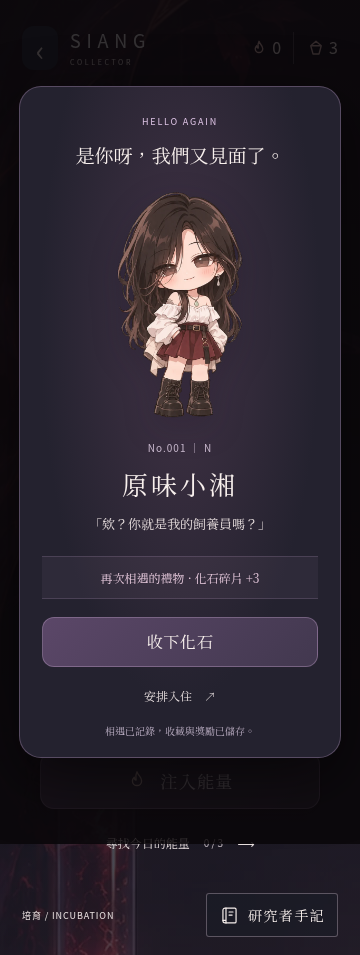 SIANG
COLLECTOR
0
3
HELLO AGAIN
是你呀，我們又見面了。
No.001 | N
原味小湘
「欸？你就是我的飼養員嗎？」
再次相遇的禮物 · 化石碎片 +3
收下化石
安排入住 ↗
相遇已記錄，收藏與獎勵已儲存。
注入能量
尋找今日的能量 0/3 →
培育 / INCUBATION
研究者手記